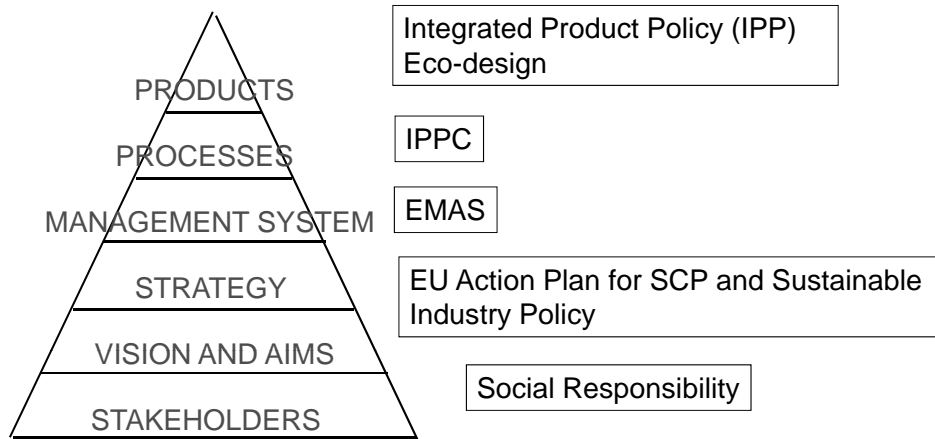 Integrated Product Policy (IPP)
Eco-design
PRODUCTS
IPPC
PROCESSES
EMAS
MANAGEMENT SYSTEM
EU Action Plan for SCP and Sustainable
Industry Policy
STRATEGY
VISION AND AIMS
Social Responsibility
STAKEHOLDERS